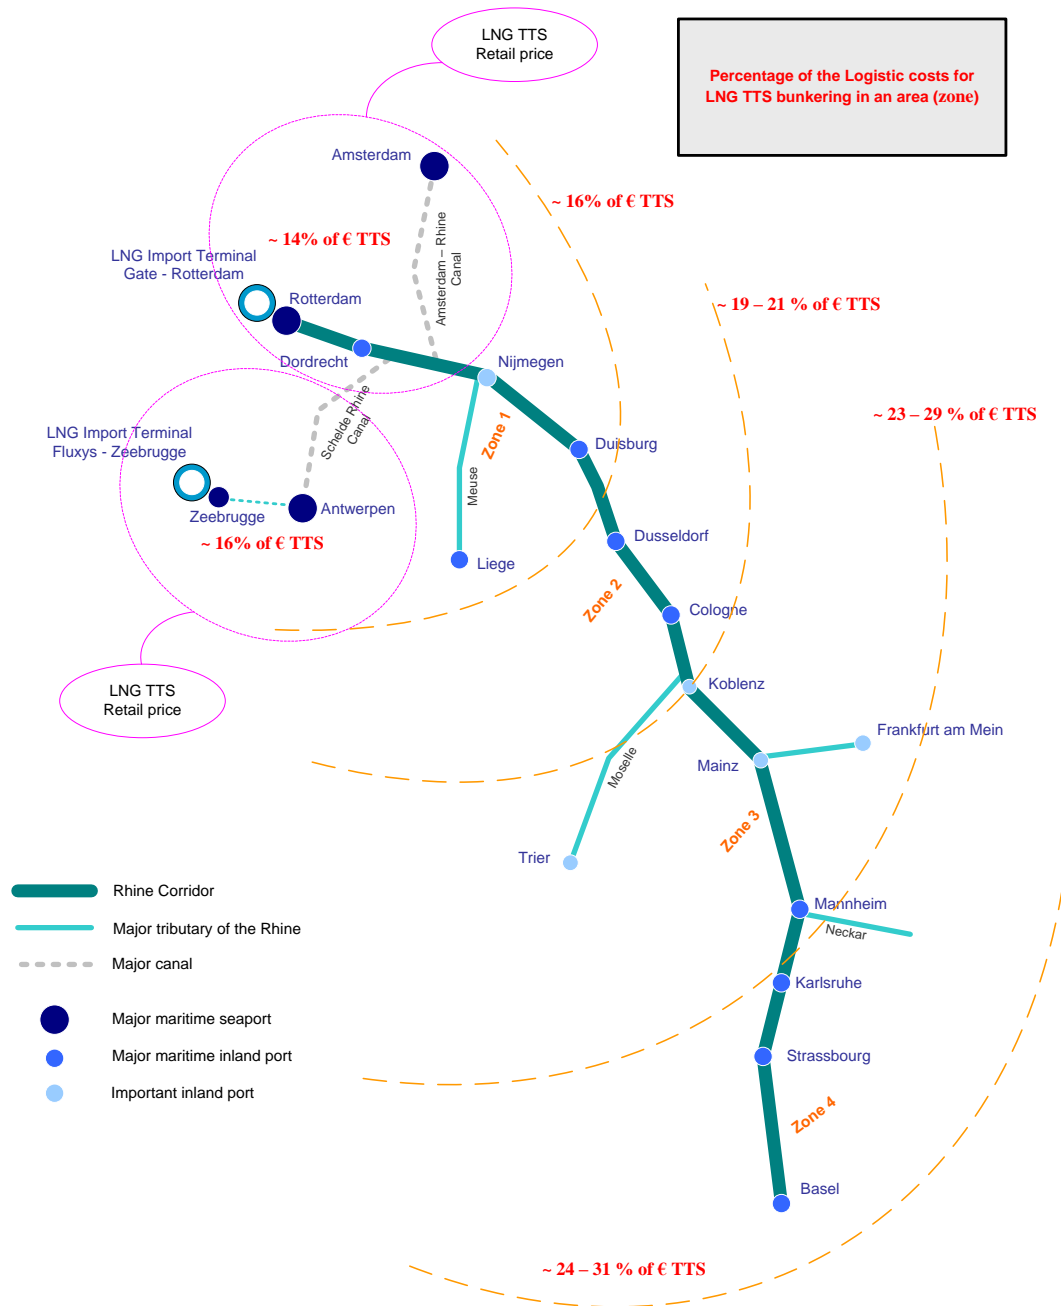 LNG TTS
Retail price
Percentage of the Logistic costs for
LNG TTS bunkering in an area (zone)
Amsterdam
~ 16% of € TTS
~ 14% of € TTS
Amsterdam – Rhine
Canal
LNG Import Terminal
Gate - Rotterdam
Rotterdam
~ 19 – 21 % of € TTS
Dordrecht
Nijmegen
Schelde Rhine
Canal
Zone 1
~ 23 – 29 % of € TTS
LNG Import Terminal
Fluxys - Zeebrugge
Duisburg
Meuse
Zeebrugge
Antwerpen
~ 16% of € TTS
Liege
Dusseldorf
Zone 2
Cologne
LNG TTS
Retail price
Koblenz
Frankfurt am Mein
Moselle
Mainz
Zone 3
Trier
Rhine Corridor
Major tributary of the Rhine
Major canal
Mannheim
Neckar
Karlsruhe
Major maritime seaport
Major maritime inland port
Important inland port
Strassbourg
Zone 4
Basel
~ 24 – 31 % of € TTS